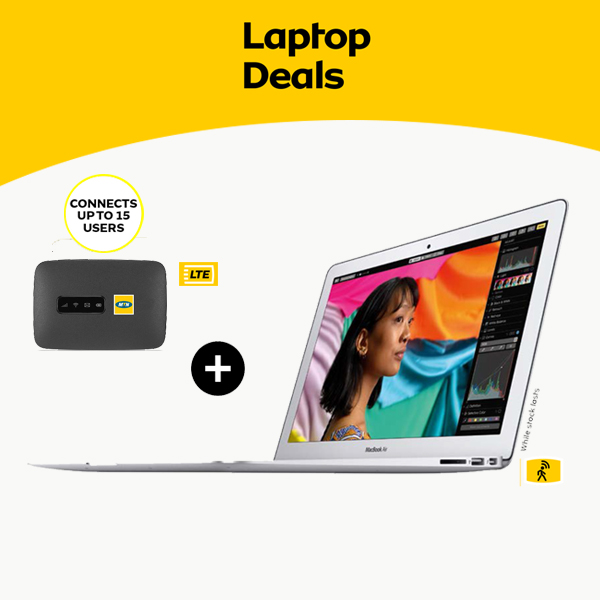 Laptop
Deals
CONNECTS
UP TO 15
USERS
LTE
MTN
+
MacBook Air
While stock lasts